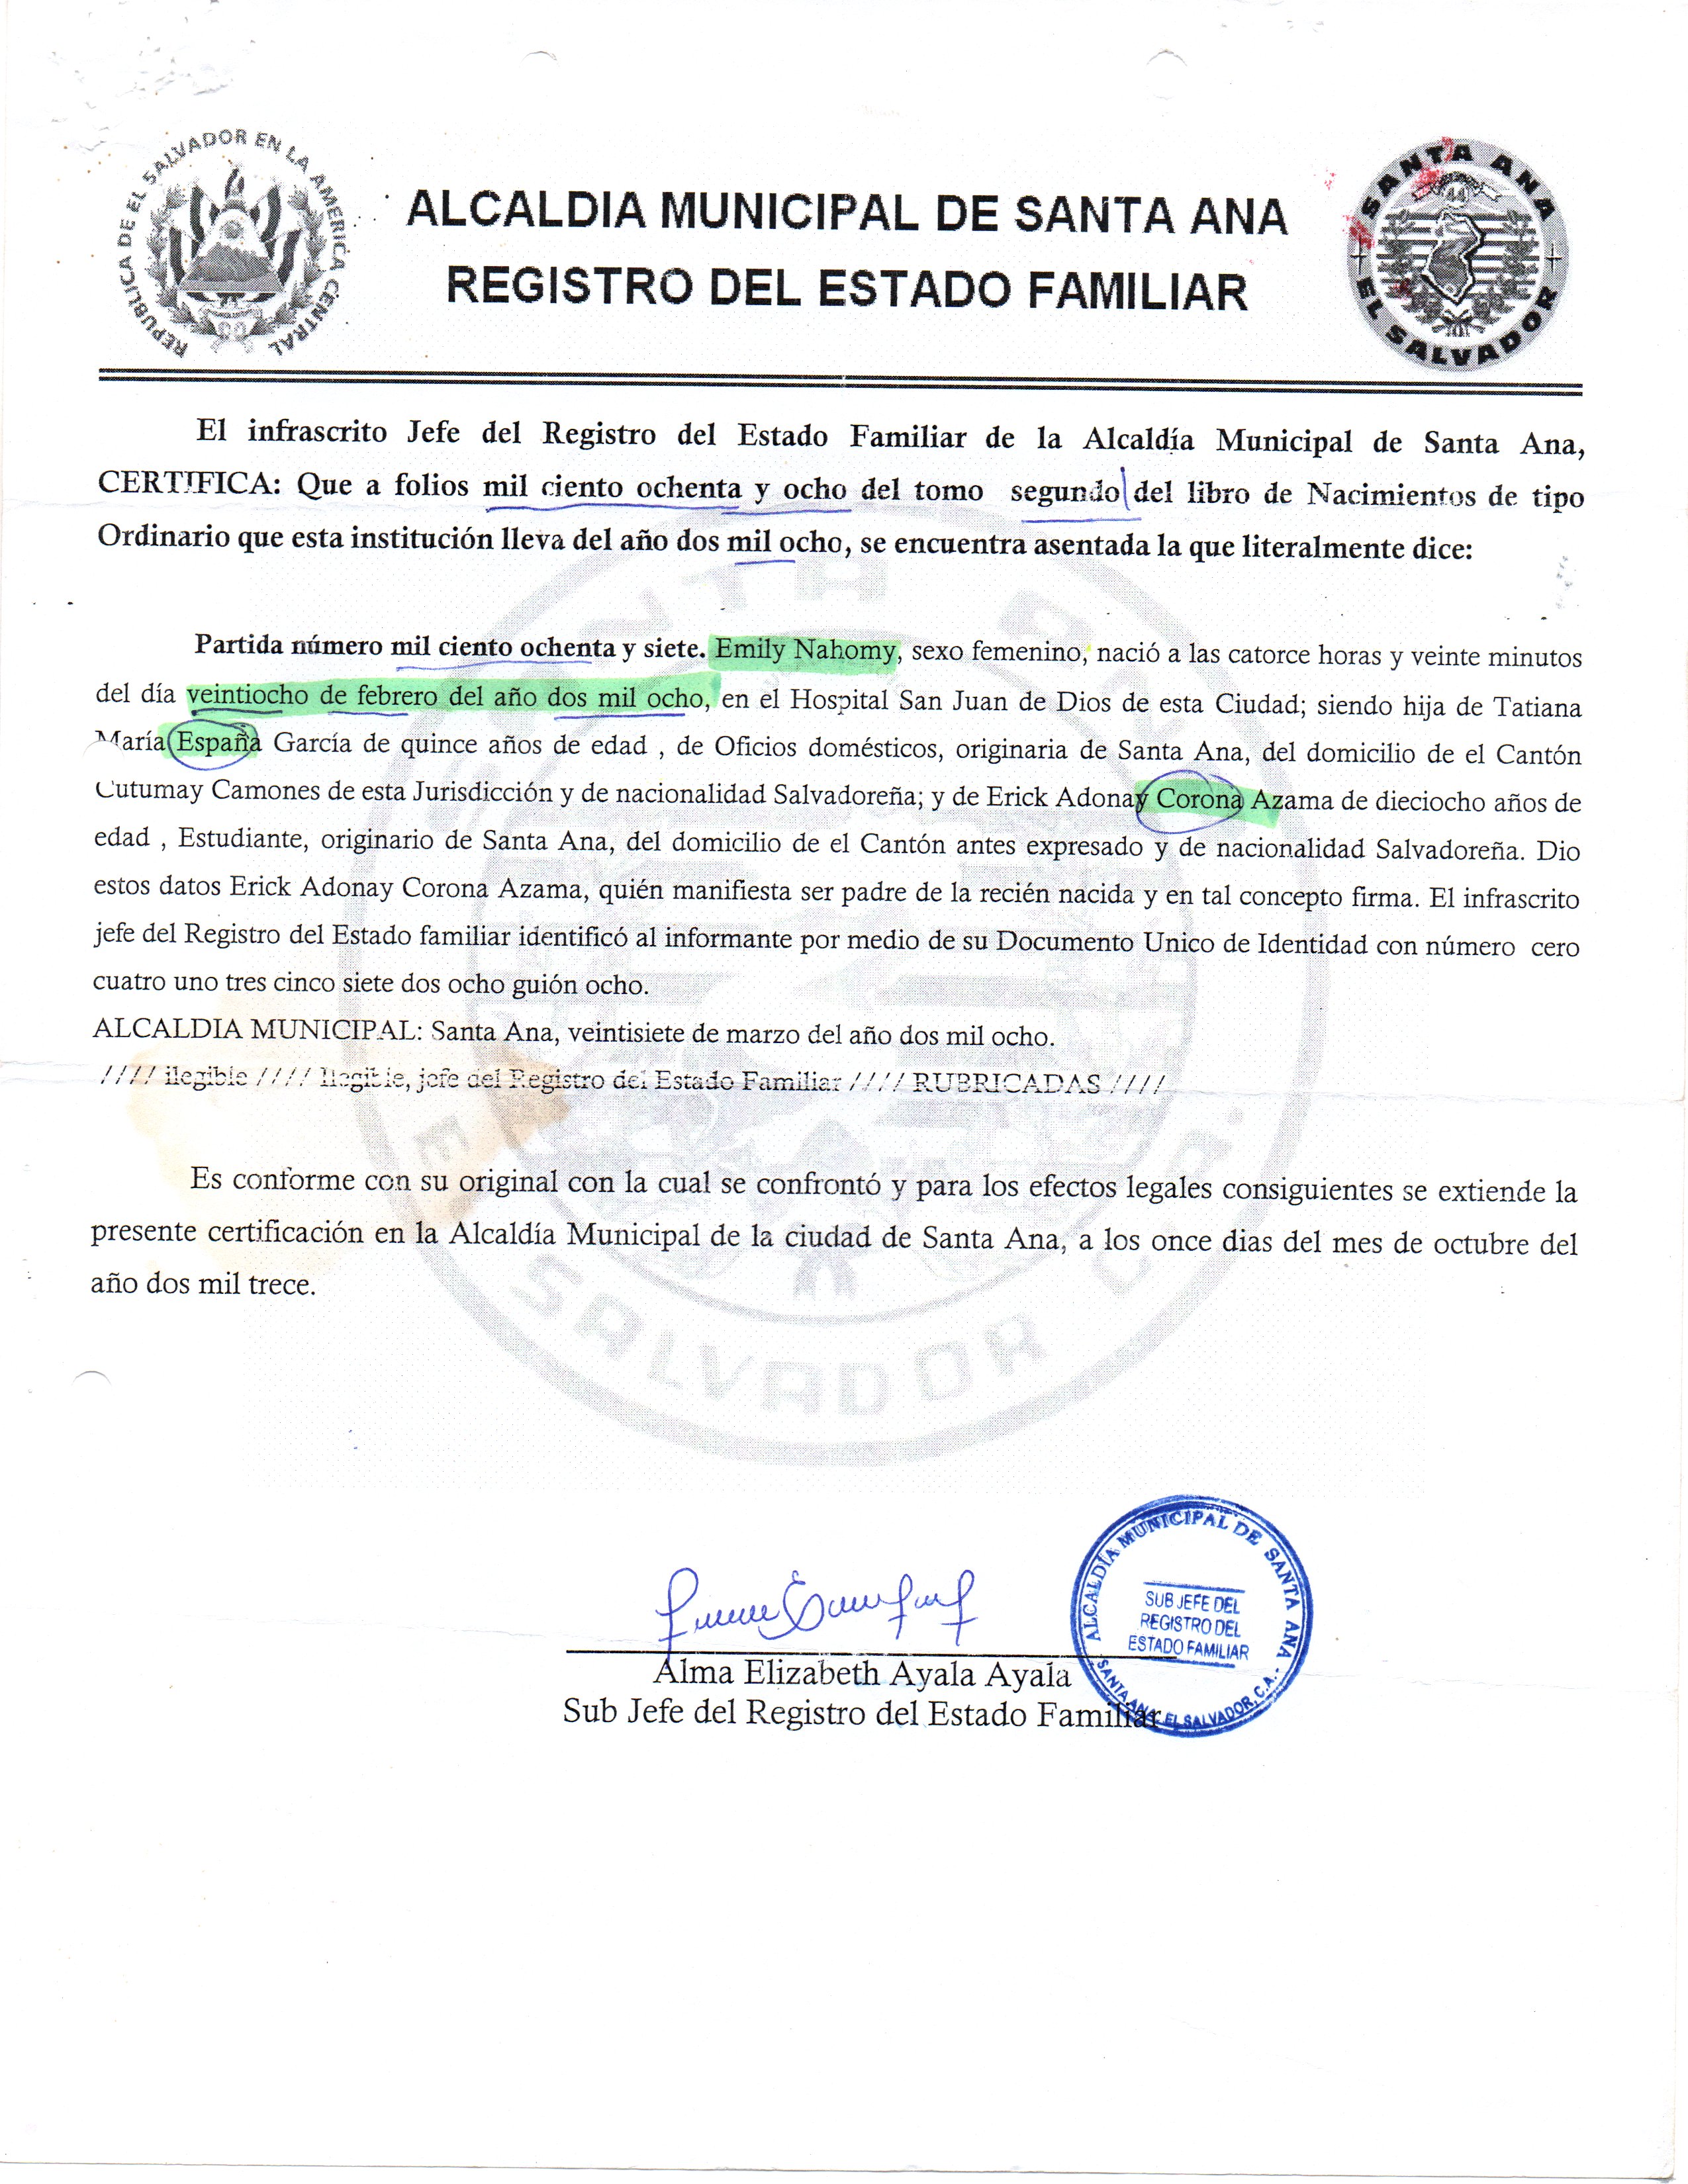 REPUBLICA DE EL SALVADOR EN LA AMERICA CENTRAL
ALCALDIA MUNICIPAL DE SANTA ANA
REGISTRO DEL ESTADO FAMILIAR
SANTA ANA
EL SALVADOR
El infrascrito Jefe del Registro del Estado Familiar de la Alcaldía Municipal de Santa Ana,
CERTIFICA: Que a folios mil ciento ochenta y ocho del tomo segundo del libro de Nacimientos de tipo
Ordinario que esta institución lleva del año dos mil ocho, se encuentra asentada la que literalmente dice:
Partida número mil ciento ochenta y siete. Emily Nahomy, sexo femenino, nació a las catorce horas y veinte minutos
del día veintiocho de febrero del año dos mil ocho, en el Hospital San Juan de Dios de esta Ciudad; siendo hija de Tatiana
María España García de quince años de edad , de Oficios domésticos, originaria de Santa Ana, del domicilio de el Cantón
Cutumay Camones de esta Jurisdicción y de nacionalidad Salvadoreña; y de Erick Adonay Corona Azama de dieciocho años de
edad , Estudiante, originario de Santa Ana, del domicilio de el Cantón antes expresado y de nacionalidad Salvadoreña. Dio
estos datos Erick Adonay Corona Azama, quién manifiesta ser padre de la recién nacida y en tal concepto firma. El infrascrito
jefe del Registro del Estado familiar identificó al informante por medio de su Documento Unico de Identidad con número cero
cuatro uno tres cinco siete dos ocho guión ocho.
ALCALDIA MUNICIPAL: Santa Ana, veintisiete de marzo del año dos mil ocho.
//// ilegible //// Ilegible, jefe del Registro del Estado Familiar //// RUBRICADAS ////
Es conforme con su original con la cual se confrontó y para los efectos legales consiguientes se extiende la
presente certificación en la Alcaldía Municipal de la ciudad de Santa Ana, a los once dias del mes de octubre del
año dos mil trece.
ALCALDÍA MUNICIPAL DE SANTA ANA
SUB JEFE DEL
REGISTRO DEL
ESTADO FAMILIAR
SANTA ANA, EL SALVADOR, C.A.
Alma Elizabeth Ayala Ayala
Sub Jefe del Registro del Estado Familiar